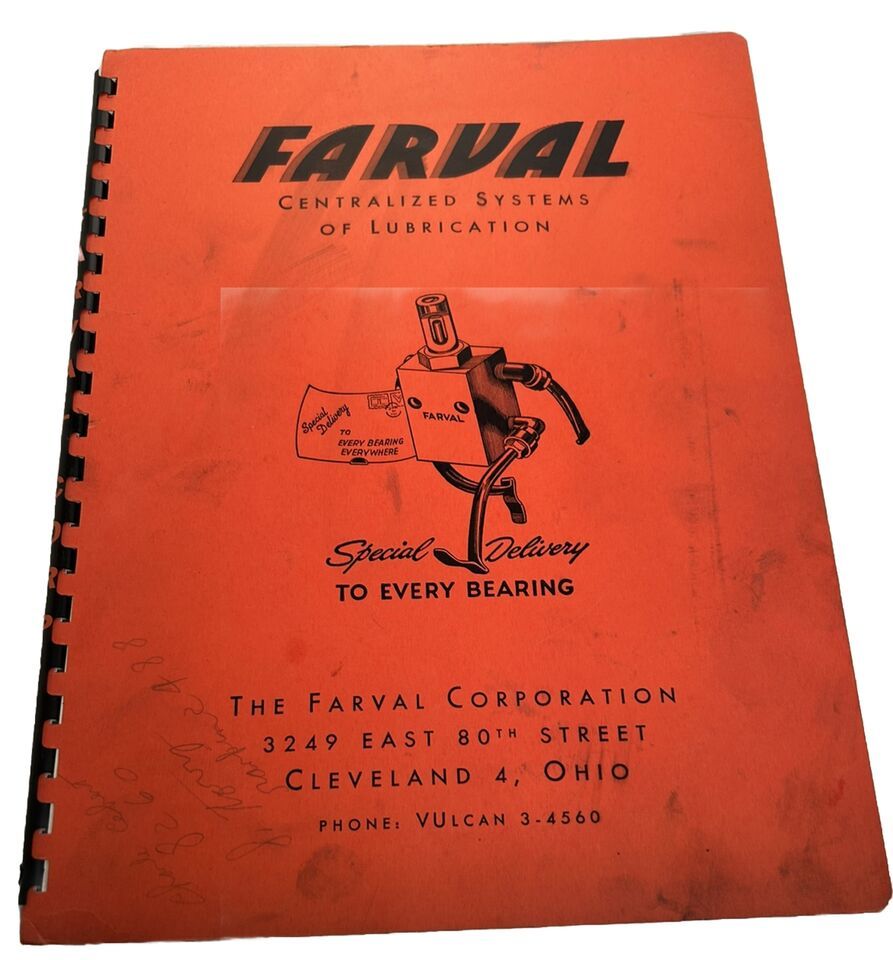 FARVAL
CENTRALIZED SYSTEMS
OF LUBRICATION
Special
Delivery
TO
EVERY BEARING
EVERYWHERE
FARVAL
Special Delivery
TO EVERY BEARING
THE FARVAL CORPORATION
3249 EAST 80TH STREET
CLEVELAND 4, OHIO
PHONE: VULCAN 3-4560